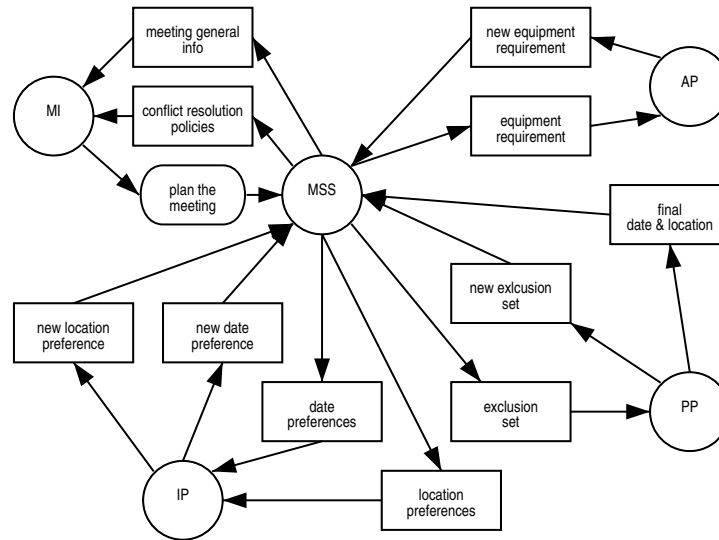 meeting general
info
new equipment
requirement
MI
AP
conflict resolution
policies
equipment
requirement
plan the
meeting
MSS
final
date & location
new exlcusion
set
new location
preference
new date
preference
date
preferences
exclusion
set
PP
IP
location
preferences